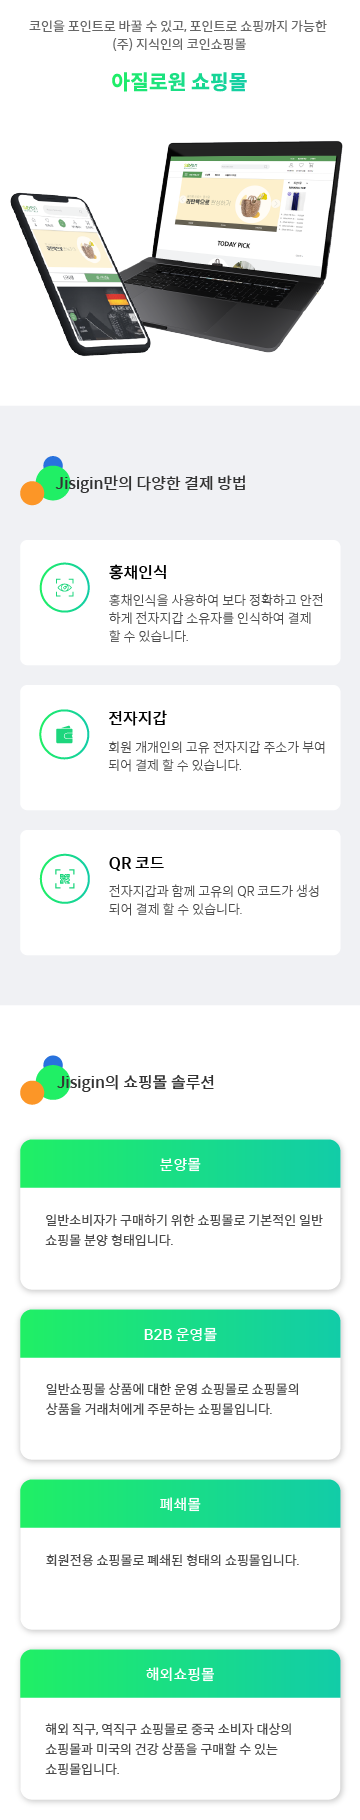 코인을 포인트로 바꿀 수 있고, 포인트로 쇼핑까지 가능한
(주) 지식인의 코인쇼핑몰
아질로원 쇼핑몰
TODAY PICK
Jisigin만의 다양한 결제 방법
홍채인식
홍채인식을 사용하여 보다 정확하고 안전
하게 전자지갑 소유자를 인식하여 결제
할 수 있습니다.
전자지갑
회원 개개인의 고유 전자지갑 주소가 부여
되어 결제 할 수 있습니다.
QR 코드
전자지갑과 함께 고유의 QR 코드가 생성
되어 결제 할 수 있습니다.
Jisigin의 쇼핑몰 솔루션
분양몰
일반소비자가 구매하기 위한 쇼핑몰로 기본적인 일반
쇼핑몰 분양 형태입니다.
B2B 운영몰
일반쇼핑몰 상품에 대한 운영 쇼핑몰로 쇼핑몰의
상품을 거래처에게 주문하는 쇼핑몰입니다.
폐쇄몰
회원전용 쇼핑몰로 폐쇄된 형태의 쇼핑몰입니다.
해외쇼핑몰
해외 직구, 역직구 쇼핑몰로 중국 소비자 대상의
쇼핑몰과 미국의 건강 상품을 구매할 수 있는
쇼핑몰입니다.